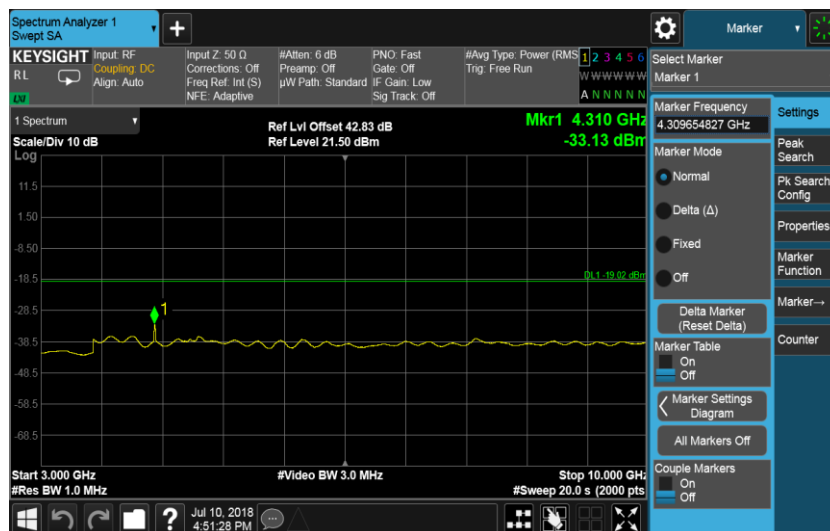 Spectrum Analyzer 1
Swept SA
+
Marker
KEYSIGHT
RL
LXI
Input: RF
Coupling: DC
Align: Auto
Input Z: 50 Ω
Corrections: Off
Freq Ref: Int (S)
NFE: Adaptive
#Atten: 6 dB
Preamp: Off
µW Path: Standard
PNO: Fast
Gate: Off
IF Gain: Low
Sig Track: Off
#Avg Type: Power (RMS
Trig: Free Run
1 2 3 4 5 6
W W W W W W
A N N N N N
Select Marker
Marker 1
1 Spectrum
Scale/Div 10 dB
Log
Ref Lvl Offset 42.83 dB
Ref Level 21.50 dBm
Mkr1 4.310 GHz
-33.13 dBm
11.5
1.50
-8.50
-18.5
-28.5
-38.5
-48.5
-58.5
-68.5
DL1 -19.02 dBm
1
Start 3.000 GHz
#Res BW 1.0 MHz
#Video BW 3.0 MHz
Stop 10.000 GHz
#Sweep 20.0 s (2000 pts
?
Jul 10, 2018
4:51:28 PM
Marker Frequency
4.309654827 GHz
Marker Mode
Normal
Delta (Δ)
Fixed
Off
Delta Marker
(Reset Delta)
Marker Table
On
Off
Marker Settings
Diagram
All Markers Off
Couple Markers
On
Off
Settings
Peak
Search
Pk Search
Config
Properties
Marker
Function
Marker→
Counter